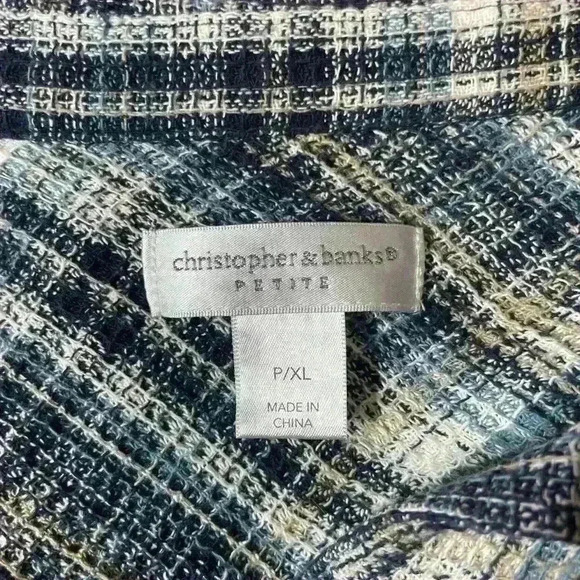 christopher & banks®
PETITE
P/XL
MADE IN
CHINA